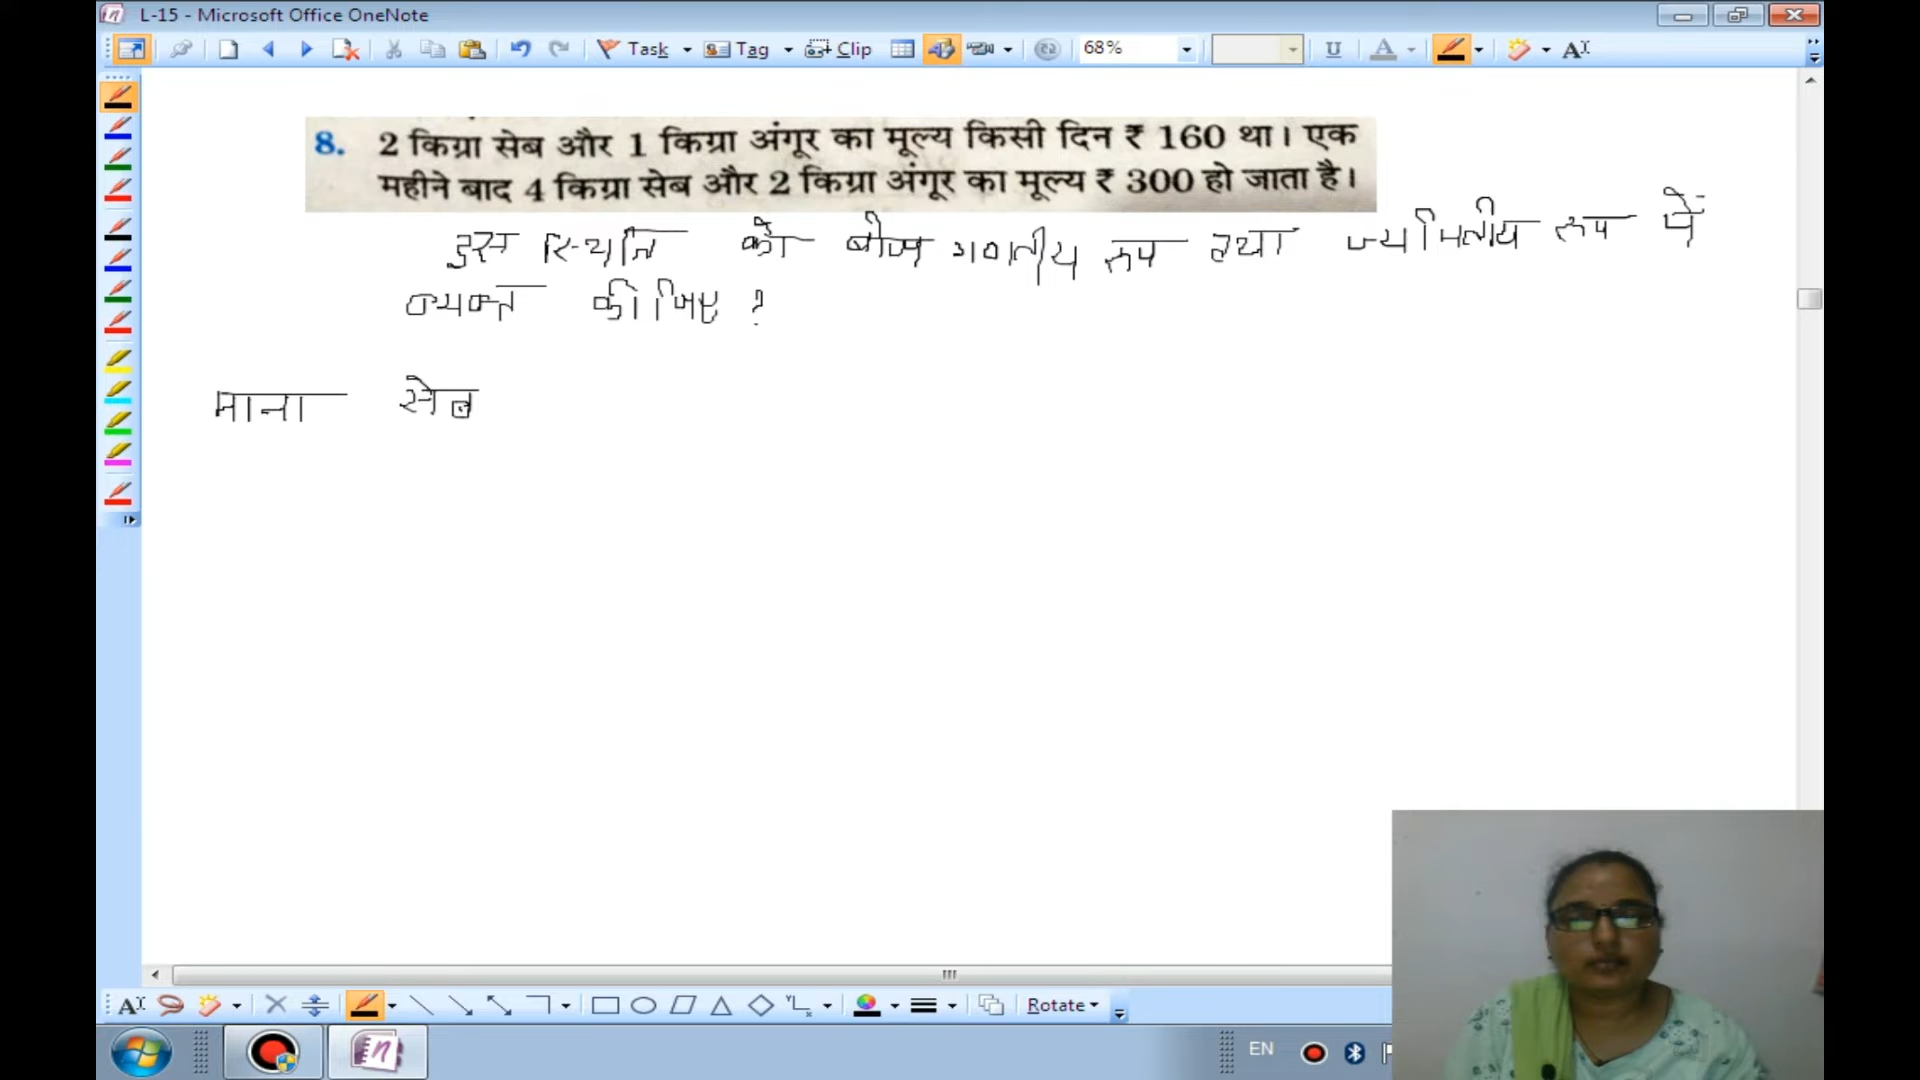 L-15 - Microsoft Office OneNote
Task Tag Clip 68% U A
8. 2 किग्रा सेब और 1 किग्रा अंगूर का मूल्य किसी दिन ₹ 160 था। एक
महीने बाद 4 किग्रा सेब और 2 किग्रा अंगूर का मूल्य ₹ 300 हो जाता है।
इस स्थिति को बीज गणतीय रूप तथा ज्यामितीय रूप में
व्यक्त कीजिए ?
माना सेब
Rotate
EN